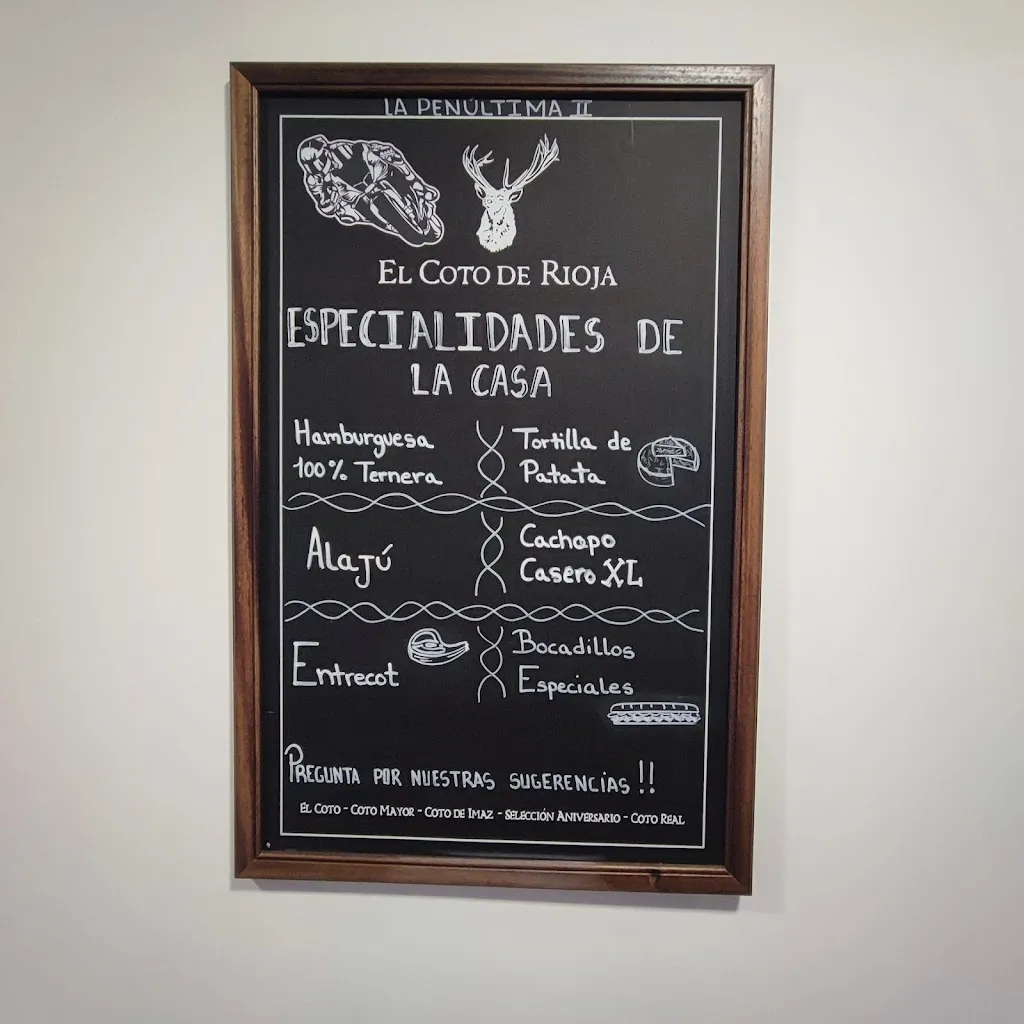 LA PENÚLTIMA II
EL COTO DE RIOJA
ESPECIALIDADES DE
LA CASA
Hamburguesa
100% Ternera
Tortilla de
Patata
Alajú
Cachopo
Casero XL
Entrecot
Bocadillos
Especiales
PREGUNTA POR NUESTRAS SUGERENCIAS!!
EL COTO - COTO MAYOR - COTO DE IMAZ - SELECCIÓN ANIVERSARIO - COTO REAL